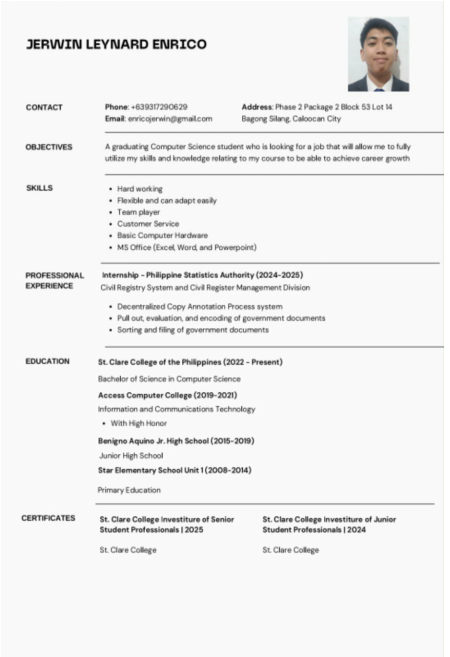 JERWIN LEYNARD ENRICO
CONTACT
Phone: +639317290629
Email: enricojerwin@gmail.com
Address: Phase 2 Package 2 Block 53 Lot 14
Bagong Silang, Caloocan City
OBJECTIVES
A graduating Computer Science student who is looking for a job that will allow me to fully
utilize my skills and knowledge relating to my course to be able to achieve career growth
SKILLS
• Hard working
• Flexible and can adapt easily
• Team player
• Customer Service
• Basic Computer Hardware
• MS Office (Excel, Word, and Powerpoint)
PROFESSIONAL
EXPERIENCE
Internship - Philippine Statistics Authority (2024-2025)
Civil Registry System and Civil Register Management Division
• Decentralized Copy Annotation Process system
• Pull out, evaluation, and encoding of government documents
• Sorting and filing of government documents
EDUCATION
St. Clare College of the Philippines (2022 - Present)
Bachelor of Science in Computer Science
Access Computer College (2019-2021)
Information and Communications Technology
• With High Honor
Benigno Aquino Jr. High School (2015-2019)
Junior High School
Star Elementary School Unit 1 (2008-2014)
Primary Education
CERTIFICATES
St. Clare College Investiture of Senior
Student Professionals | 2025
St. Clare College
St. Clare College Investiture of Junior
Student Professionals | 2024
St. Clare College